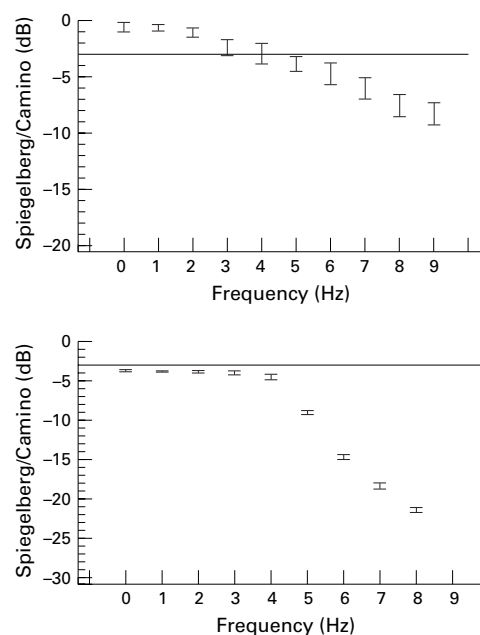 Spiegelberg/Camino (dB)
0
–5
–10
–15
–20
0 1 2 3 4 5 6 7 8 9
Frequency (Hz)
Spiegelberg/Camino (dB)
0
–5
–10
–15
–20
–25
–30
0 1 2 3 4 5 6 7 8 9
Frequency (Hz)